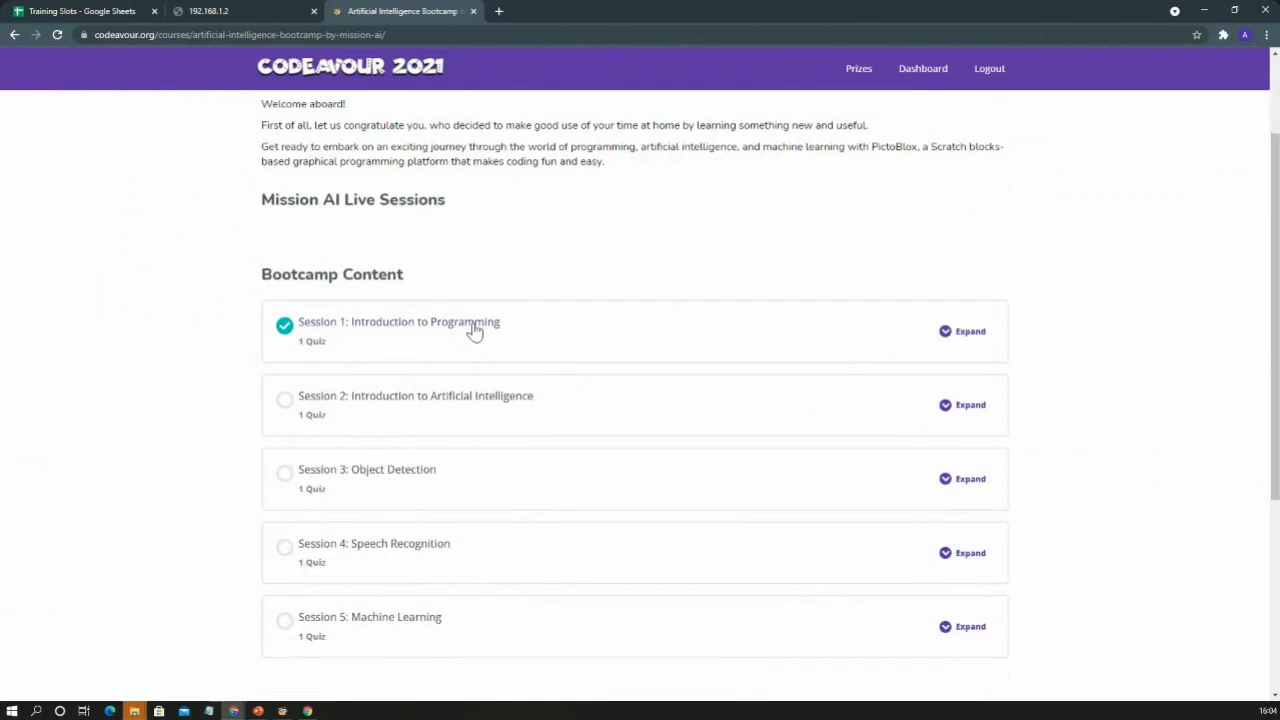 Training Slots - Google Sheets
192.168.1.2
Artificial Intelligence Bootcamp
codeavour.org/courses/artificial-intelligence-bootcamp-by-mission-ai/
A
CODEAVOUR 2021
Prizes
Dashboard
Logout
Welcome aboard!
First of all, let us congratulate you, who decided to make good use of your time at home by learning something new and useful.
Get ready to embark on an exciting journey through the world of programming, artificial intelligence, and machine learning with PictoBlox, a Scratch blocks-
based graphical programming platform that makes coding fun and easy.
Mission AI Live Sessions
Bootcamp Content
Session 1: Introduction to Programming
1 Quiz
Expand
Session 2: Introduction to Artificial Intelligence
1 Quiz
Expand
Session 3: Object Detection
1 Quiz
Expand
Session 4: Speech Recognition
1 Quiz
Expand
Session 5: Machine Learning
1 Quiz
Expand
16:04